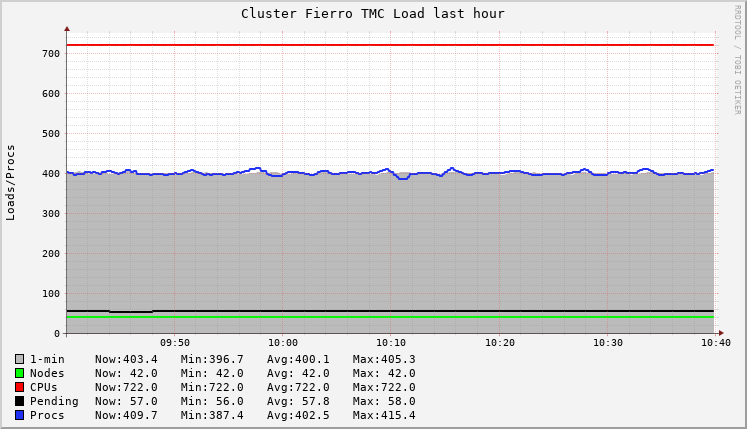 Cluster Fierro TMC Load last hour
RRDTOOL / TOBI OETIKER
Loads/Procs
700
600
500
400
300
200
100
0
09:50 10:00 10:10 10:20 10:30 10:40
1-min Now:403.4 Min:396.7 Avg:400.1 Max:405.3
Nodes Now: 42.0 Min: 42.0 Avg: 42.0 Max: 42.0
CPUs Now:722.0 Min:722.0 Avg:722.0 Max:722.0
Pending Now: 57.0 Min: 56.0 Avg: 57.8 Max: 58.0
Procs Now:409.7 Min:387.4 Avg:402.5 Max:415.4